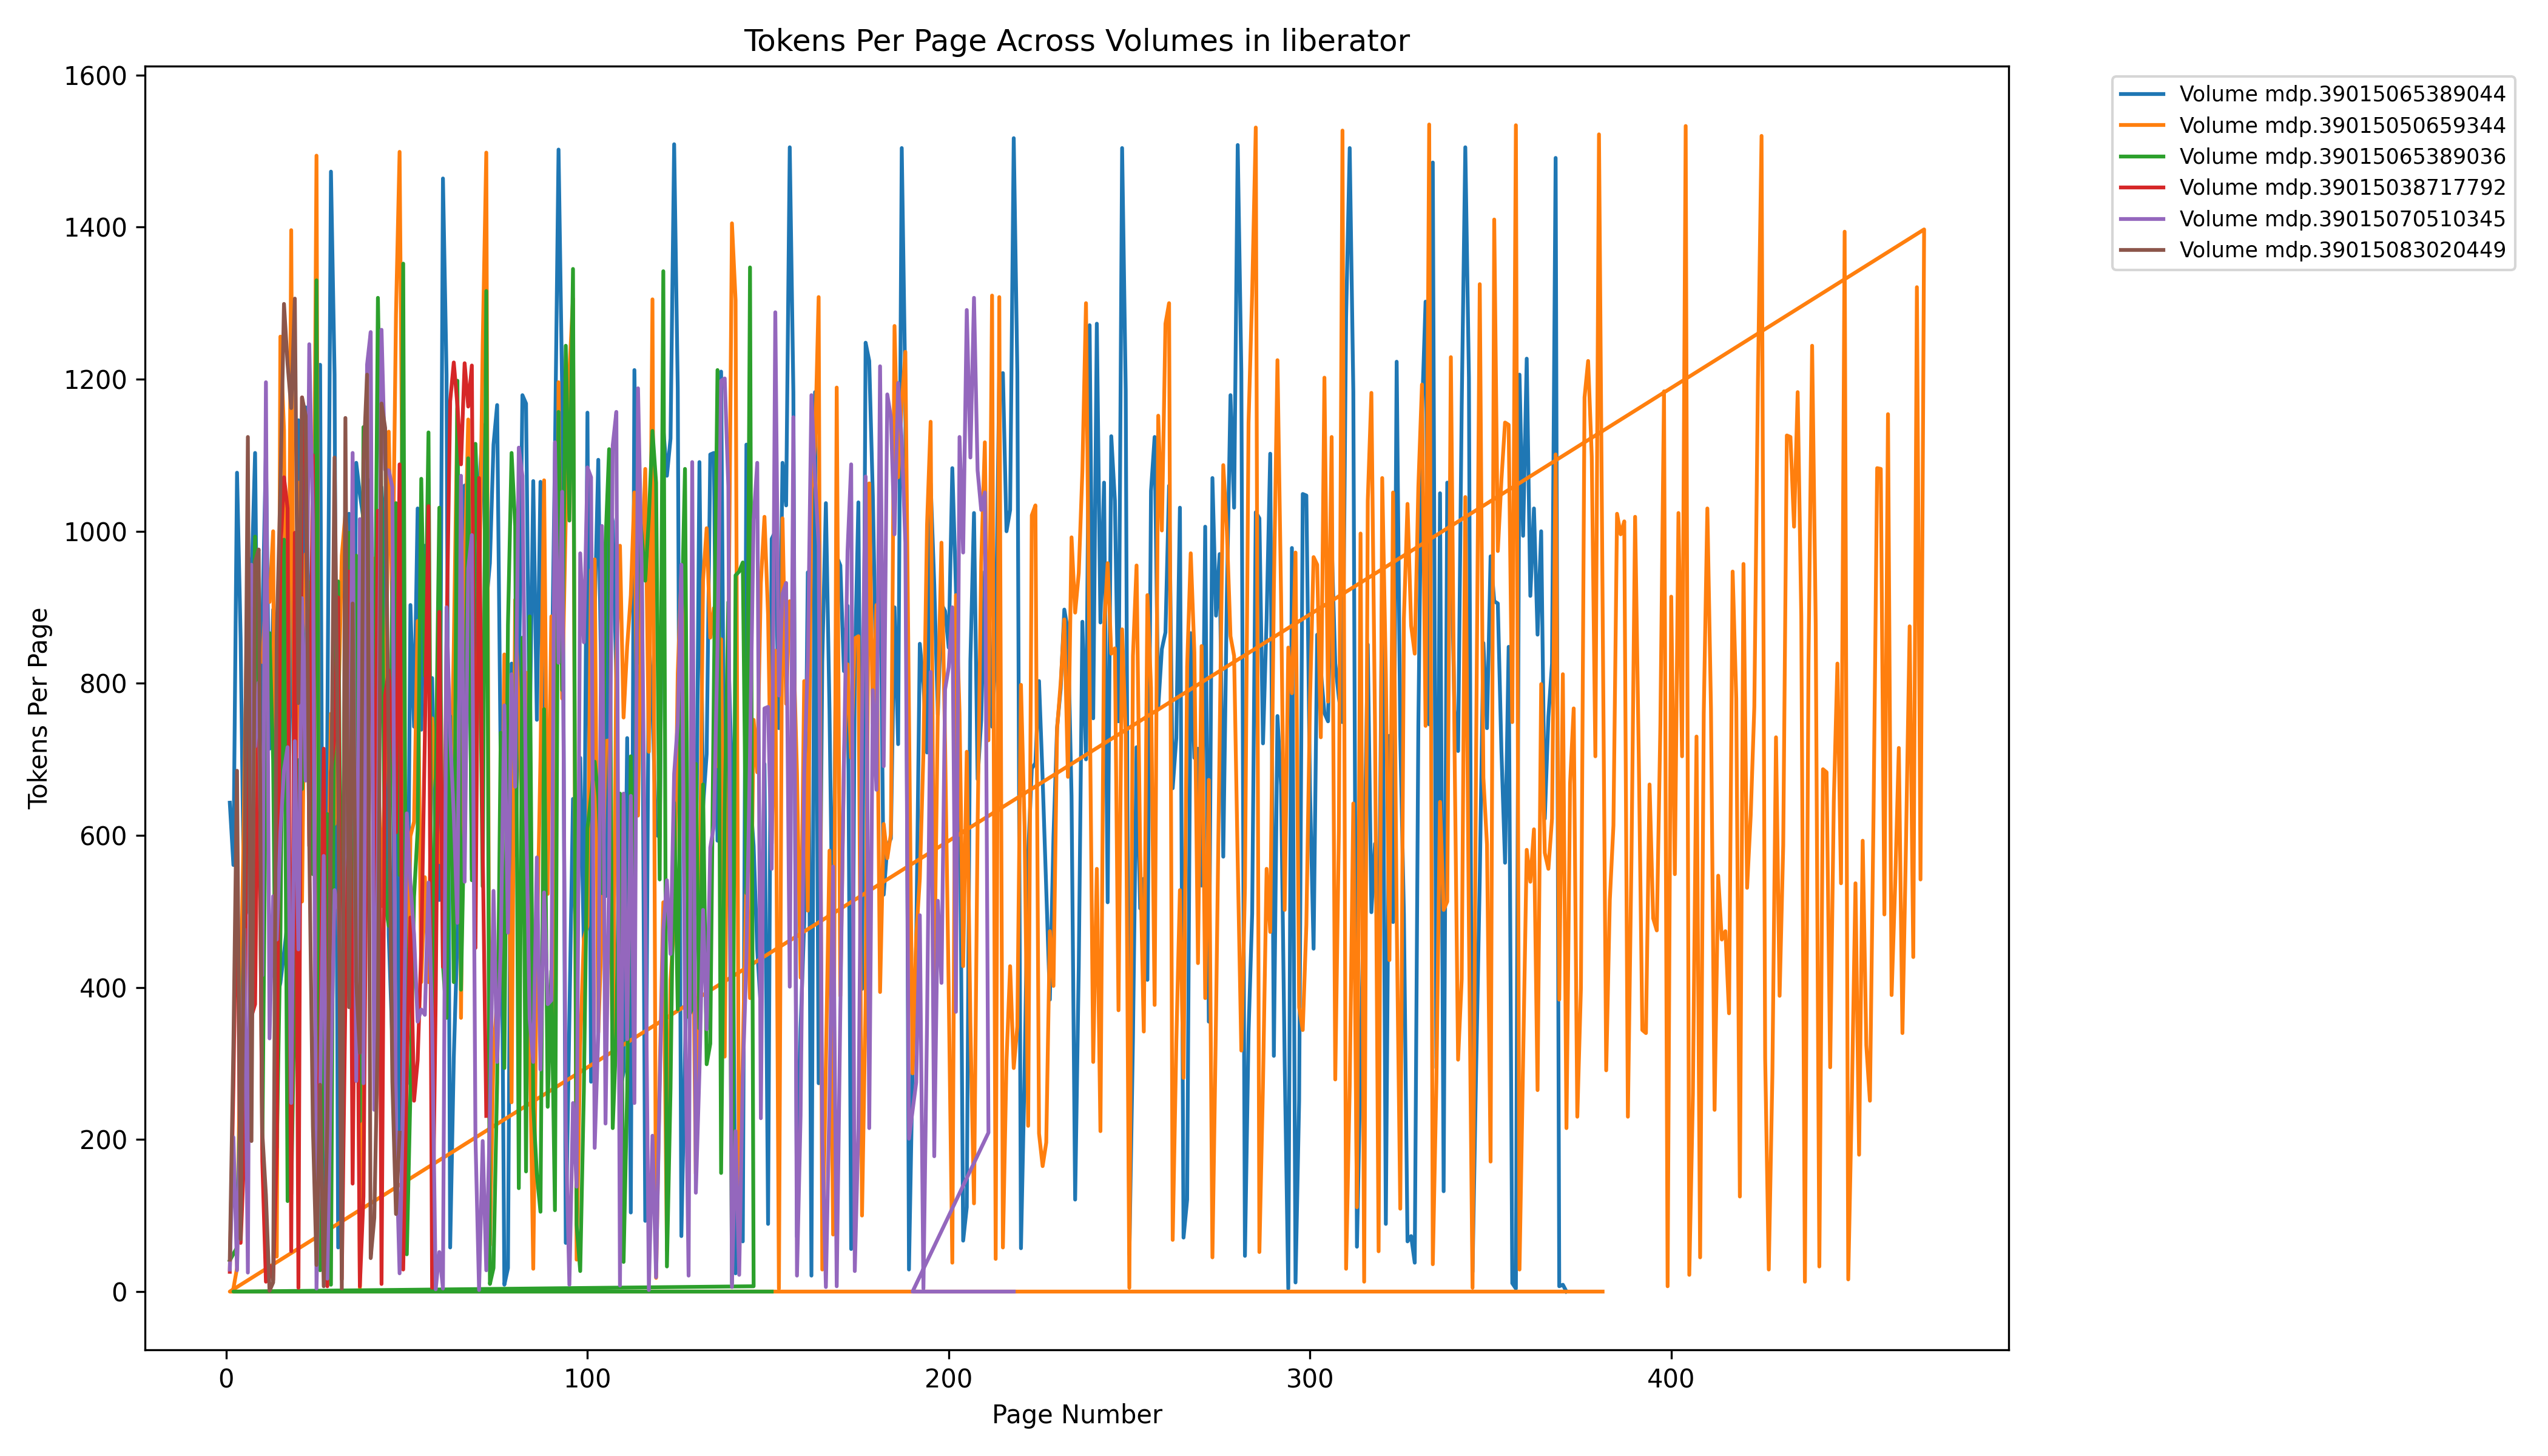 Tokens Per Page Across Volumes in liberator
1600
1400
1200
1000
800
600
400
200
0
Tokens Per Page
0 100 200 300 400
Page Number
Volume mdp.39015065389044
Volume mdp.39015050659344
Volume mdp.39015065389036
Volume mdp.39015038717792
Volume mdp.39015070510345
Volume mdp.39015083020449